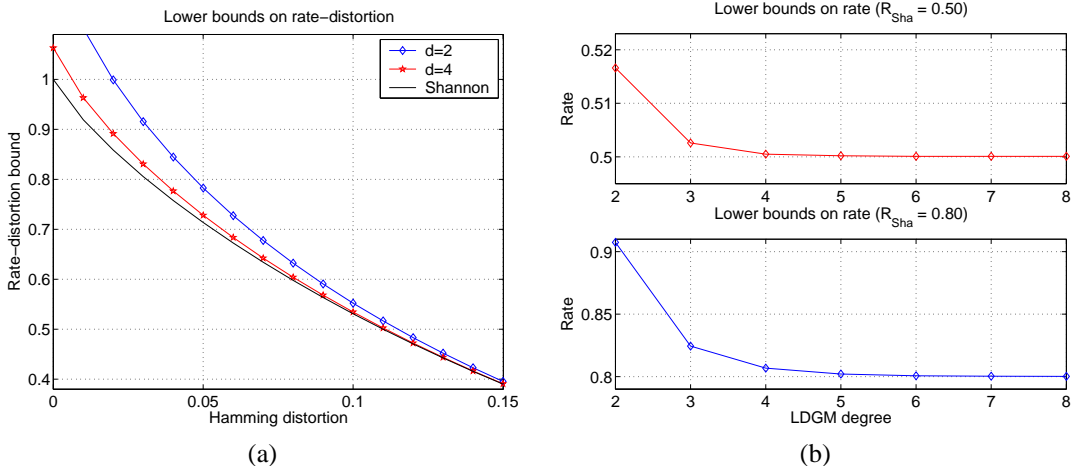 Lower bounds on rate−distortion
d=2
d=4
Shannon
Rate−distortion bound
1
0.9
0.8
0.7
0.6
0.5
0.4
0
0.05
0.1
0.15
Hamming distortion
(a)
Lower bounds on rate (R_Sha = 0.50)
Rate
0.52
0.51
0.5
2 3 4 5 6 7 8
Lower bounds on rate (R_Sha = 0.80)
Rate
0.9
0.85
0.8
2 3 4 5 6 7 8
LDGM degree
(b)